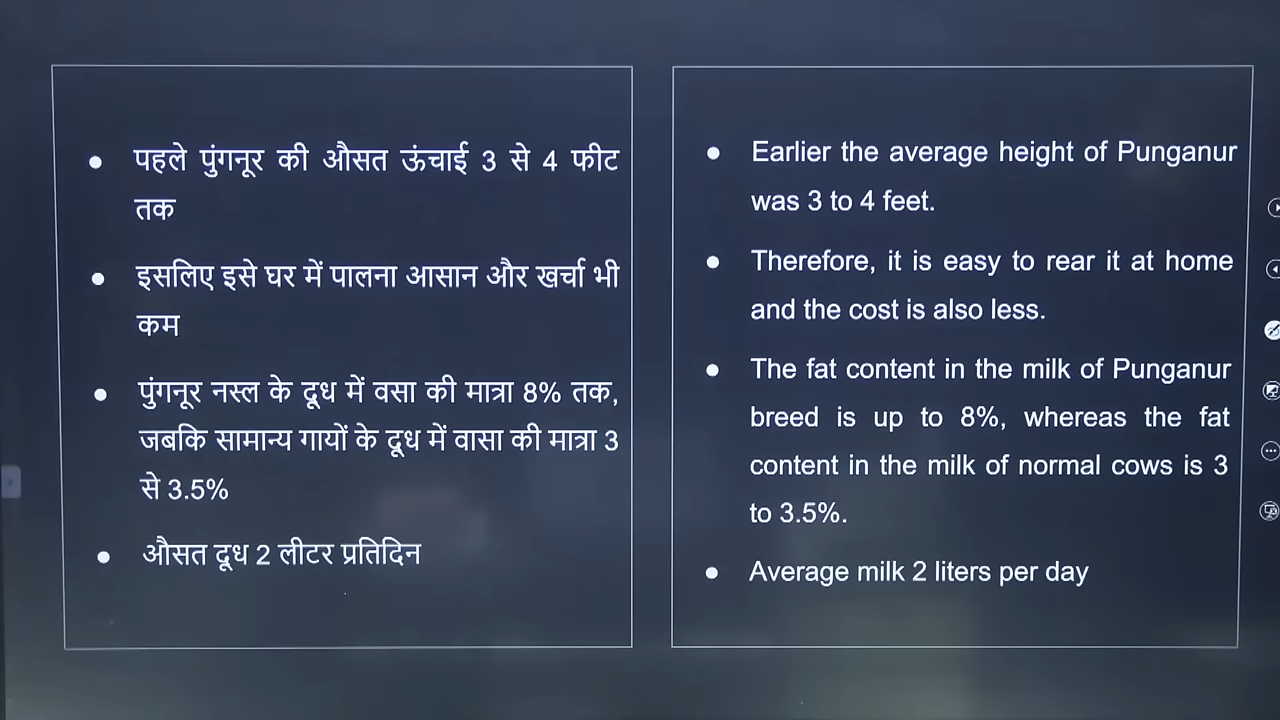 पहले पुंगनूर की औसत ऊंचाई 3 से 4 फीट
तक
इसलिए इसे घर में पालना आसान और खर्चा भी
कम
पुंगनूर नस्ल के दूध में वसा की मात्रा 8% तक,
जबकि सामान्य गायों के दूध में वासा की मात्रा 3
से 3.5%
औसत दूध 2 लीटर प्रतिदिन
Earlier the average height of Punganur
was 3 to 4 feet.
Therefore, it is easy to rear it at home
and the cost is also less.
The fat content in the milk of Punganur
breed is up to 8%, whereas the fat
content in the milk of normal cows is 3
to 3.5%.
Average milk 2 liters per day